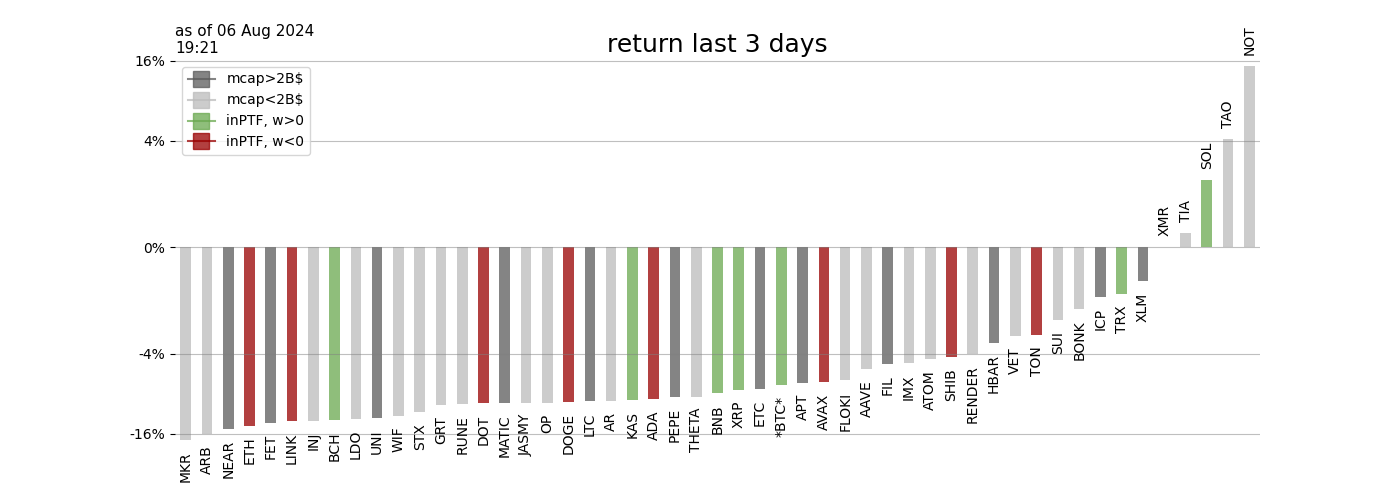 as of 06 Aug 2024
19:21
return last 3 days
16%
4%
0%
-4%
-16%
mcap>2B$
mcap<2B$
inPTF, w>0
inPTF, w<0
MKR
ARB
NEAR
ETH
FET
LINK
INJ
BCH
LDO
UNI
WIF
STX
GRT
RUNE
DOT
MATIC
JASMY
OP
DOGE
LTC
AR
KAS
ADA
PEPE
THETA
BNB
XRP
ETC
*BTC*
APT
AVAX
FLOKI
AAVE
FIL
IMX
ATOM
SHIB
RENDER
HBAR
VET
TON
SUI
BONK
ICP
TRX
XLM
XMR
TIA
SOL
TAO
NOT